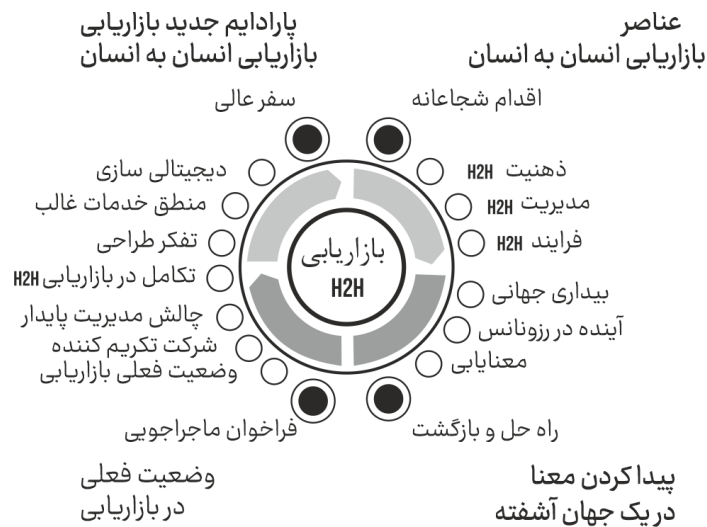 عناصر
بازاریابی انسان به انسان
اقدام شجاعانه
ذهنیت H2H
مدیریت H2H
فرایند H2H
بیداری جهانی
آینده در رزونانس
معنایابی
راه حل و بازگشت
پیدا کردن معنا
در یک جهان آشفته
پارادایم جدید بازاریابی
بازاریابی انسان به انسان
سفر عالی
دیجیتالی سازی
منطق خدمات غالب
تفکر طراحی
تکامل در بازاریابی H2H
چالش مدیریت پایدار
شرکت تکریم کننده
وضعیت فعلی بازاریابی
فراخوان ماجراجویی
وضعیت فعلی
در بازاریابی
بازاریابی
H2H